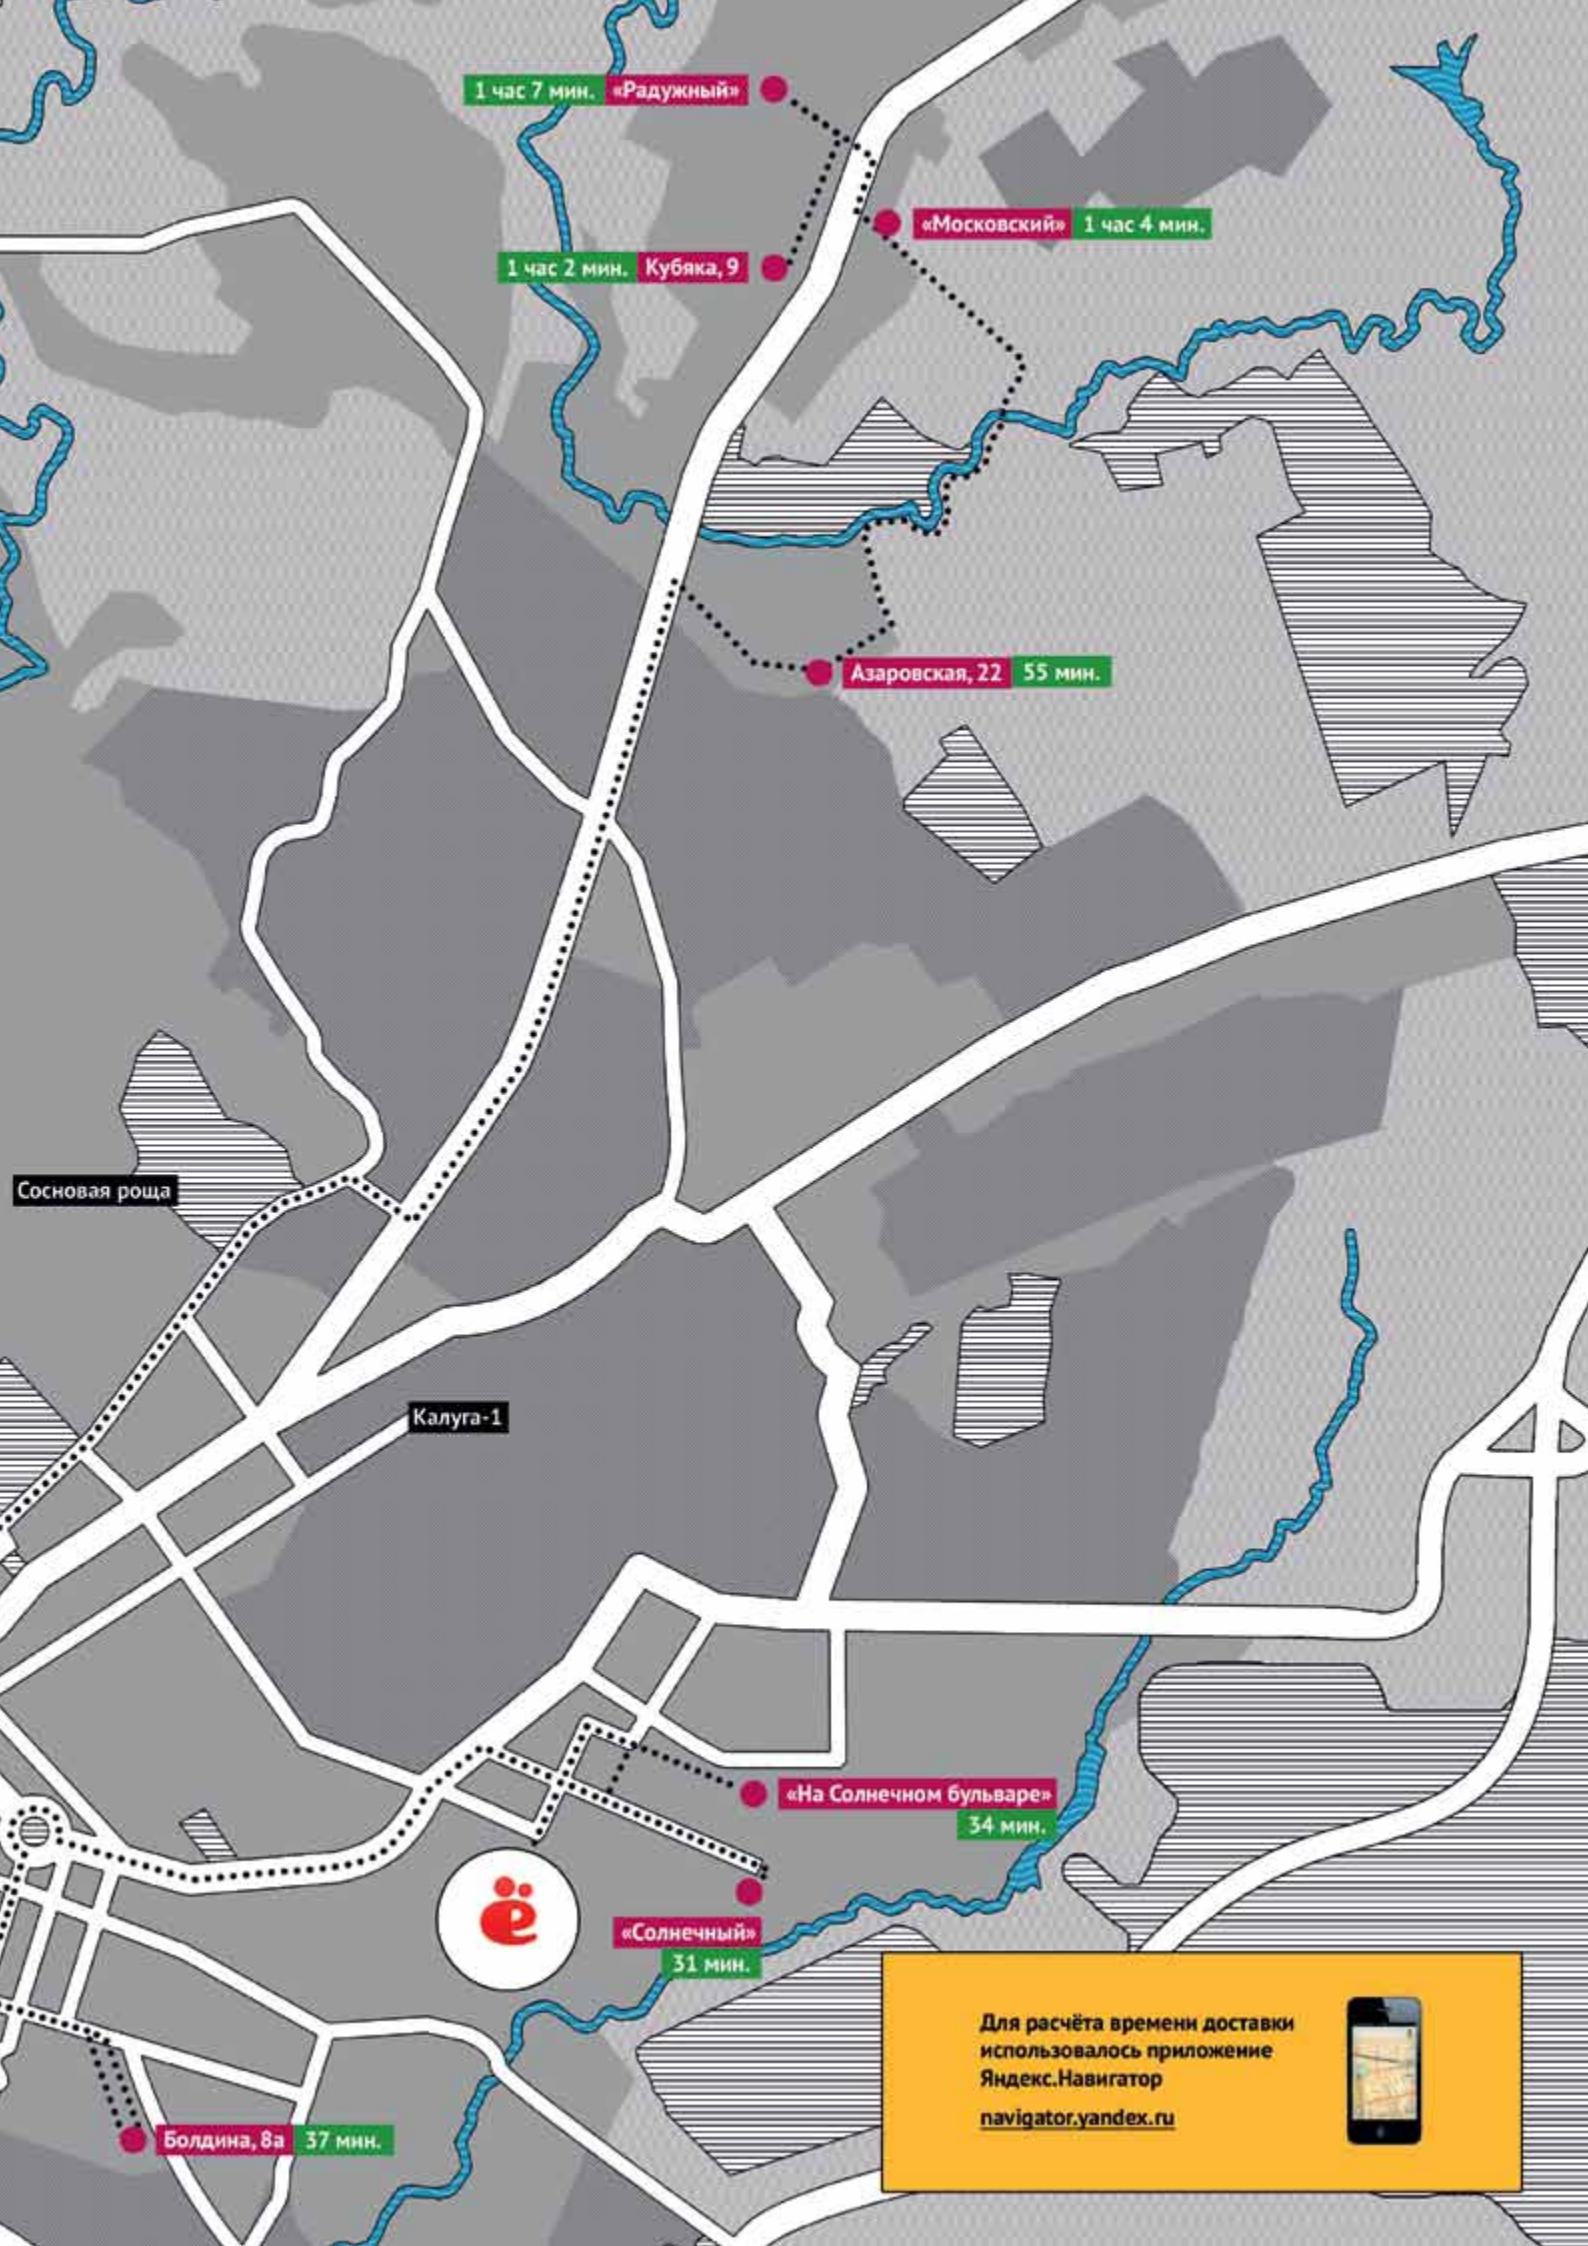 1 час 7 мин. «Радужный»
«Московский» 1 час 4 мин.
1 час 2 мин. Кубяка, 9
Азаровская, 22 55 мин.
Сосновая роща
Калуга-1
«На Солнечном бульваре»
34 мин.
ё
«Солнечный»
31 мин.
Для расчёта времени доставки
использовалось приложение
Яндекс.Навигатор
navigator.yandex.ru
Болдина, 8а 37 мин.